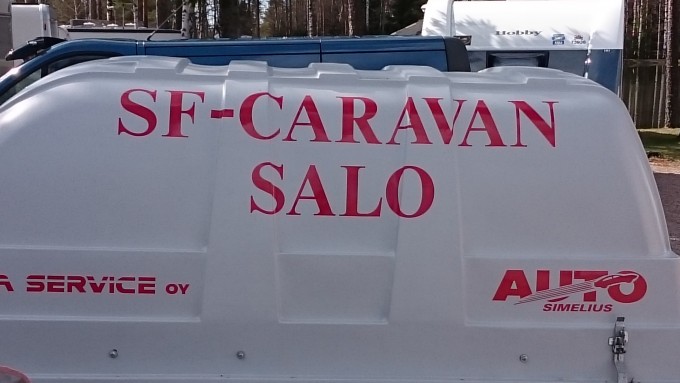 Hobby
SF-CARAVAN
SALO
A SERVICE OY
AUTO
SIMELIUS